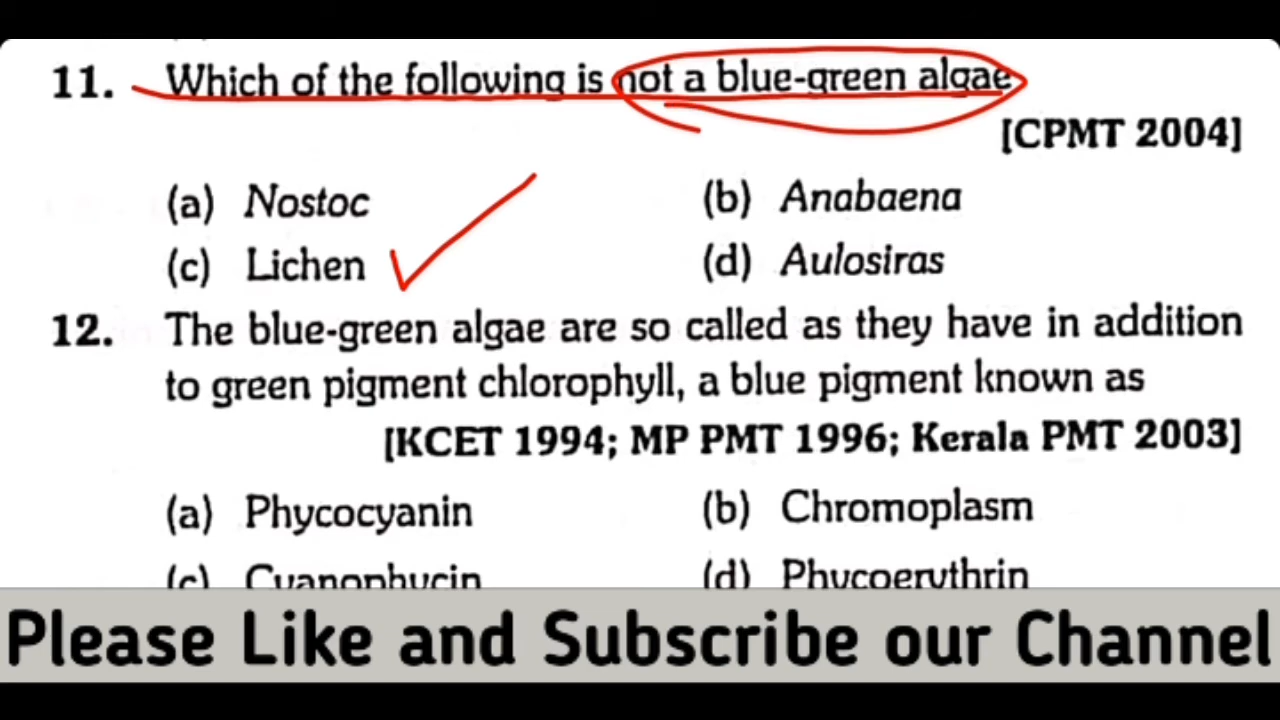 11. Which of the following is not a blue-green algae
[CPMT 2004]
(a) Nostoc (b) Anabaena
(c) Lichen (d) Aulosiras
12. The blue-green algae are so called as they have in addition
to green pigment chlorophyll, a blue pigment known as
[KCET 1994; MP PMT 1996; Kerala PMT 2003]
(a) Phycocyanin (b) Chromoplasm
(c) Cyanophycin (d) Phycoerythrin
Please Like and Subscribe our Channel